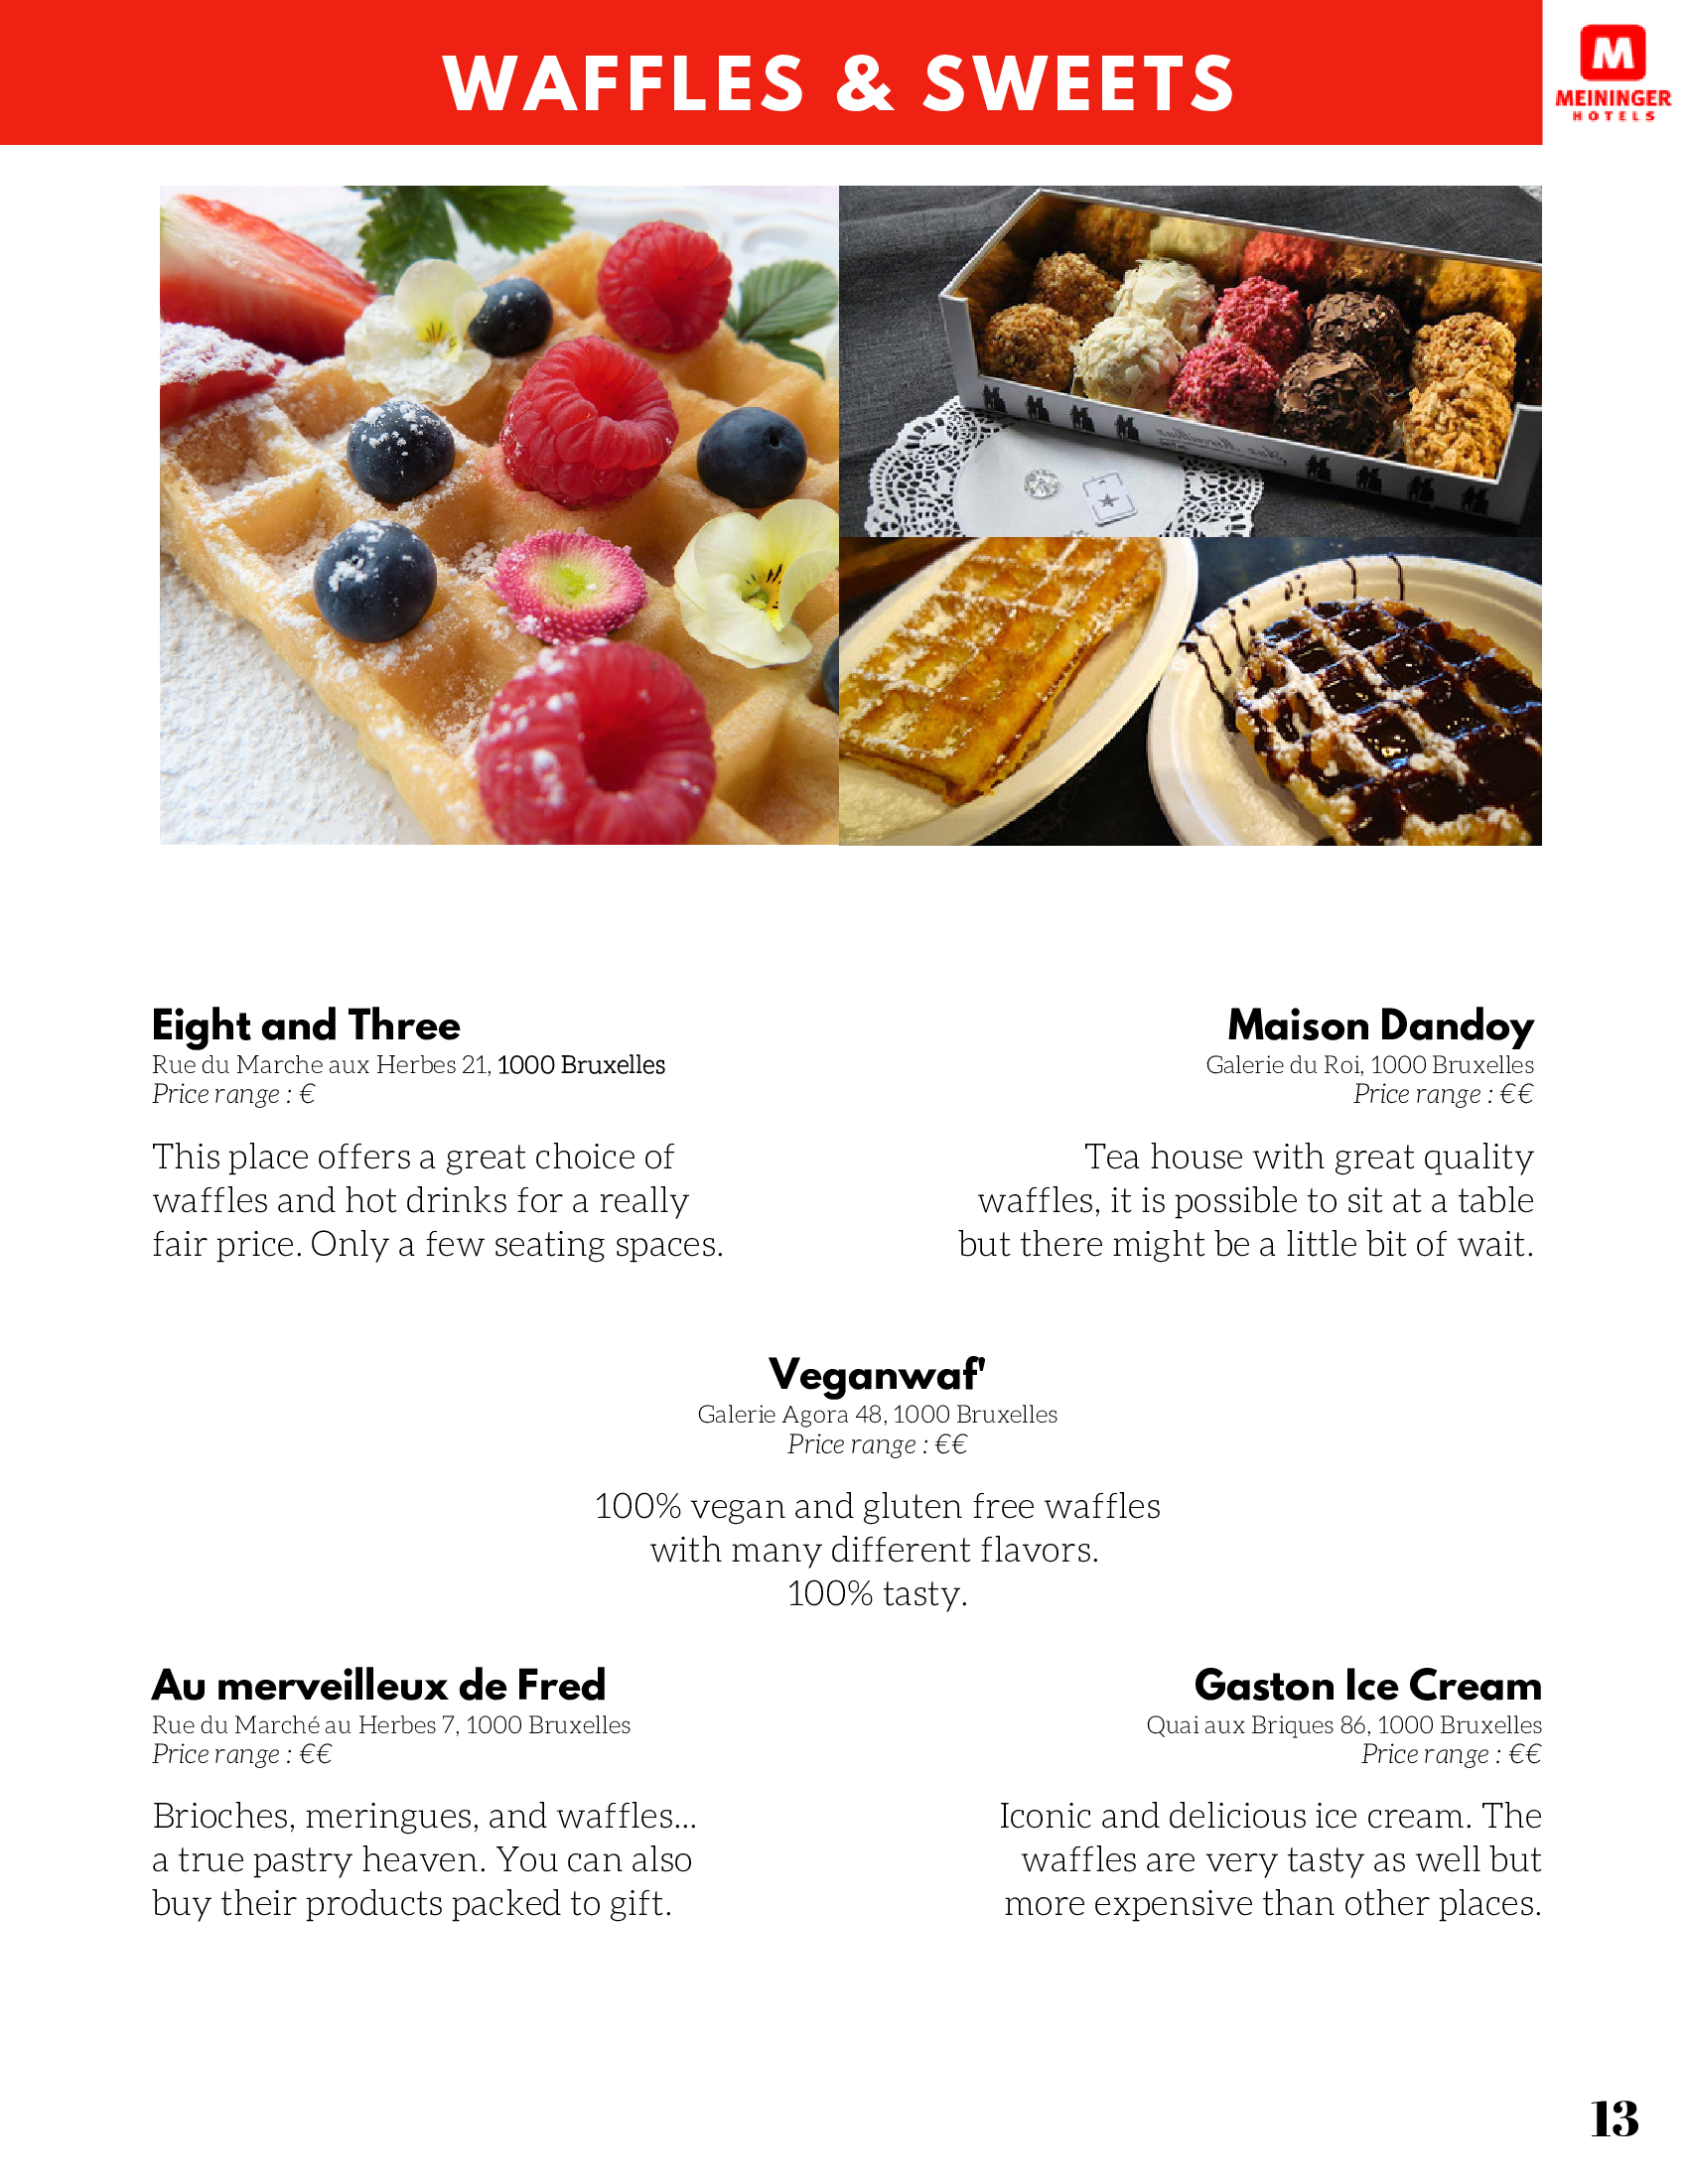 WAFFLES & SWEETS
M
MEININGER
HOTELS
Eight and Three
Rue du Marche aux Herbes 21, 1000 Bruxelles
Price range : €
This place offers a great choice of
waffles and hot drinks for a really
fair price. Only a few seating spaces.
Maison Dandoy
Galerie du Roi, 1000 Bruxelles
Price range : €€
Tea house with great quality
waffles, it is possible to sit at a table
but there might be a little bit of wait.
Veganwaf'
Galerie Agora 48, 1000 Bruxelles
Price range : €€
100% vegan and gluten free waffles
with many different flavors.
100% tasty.
Au merveilleux de Fred
Rue du Marché au Herbes 7, 1000 Bruxelles
Price range : €€
Brioches, meringues, and waffles...
a true pastry heaven. You can also
buy their products packed to gift.
Gaston Ice Cream
Quai aux Briques 86, 1000 Bruxelles
Price range : €€
Iconic and delicious ice cream. The
waffles are very tasty as well but
more expensive than other places.
13